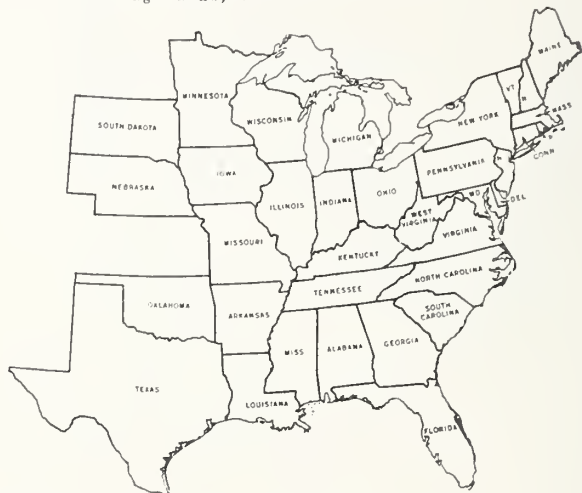 MAINE
MINNESOTA
VT
N
MASS
SOUTH DAKOTA
WISCONSIN
MICHIGAN
NEW YORK
CONN
NEBRASKA
IOWA
PENNSYLVANIA
N
ILLINOIS
INDIANA
OHIO
MD
DEL
WEST
VIRGINIA
MISSOURI
VIRGINIA
KENTUCKY
NORTH CAROLINA
TENNESSEE
OKLAHOMA
ARKANSAS
SOUTH
CAROLINA
MISS
ALABAMA
GEORGIA
TEXAS
LOUISIANA
FLORIDA